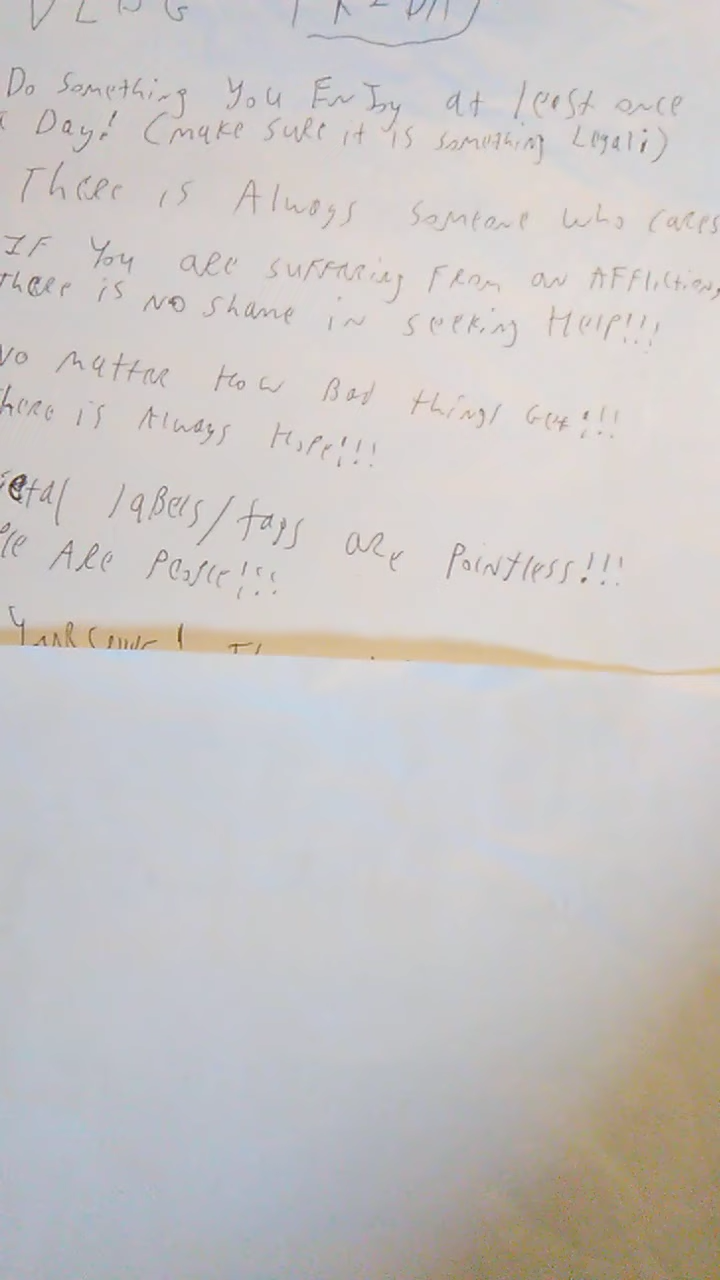 VLOG
Do something You EnJoy at least once
a Day! (make sure it is something Legal!)
There is Always someone who cares
IF You are suffering From an AFFliction,
There is NO shame in seeking Help!!!
No matter How Bad things Get!!!
there is Always Hope!!!
labels/tags are Pointless!!!
Are People!!!